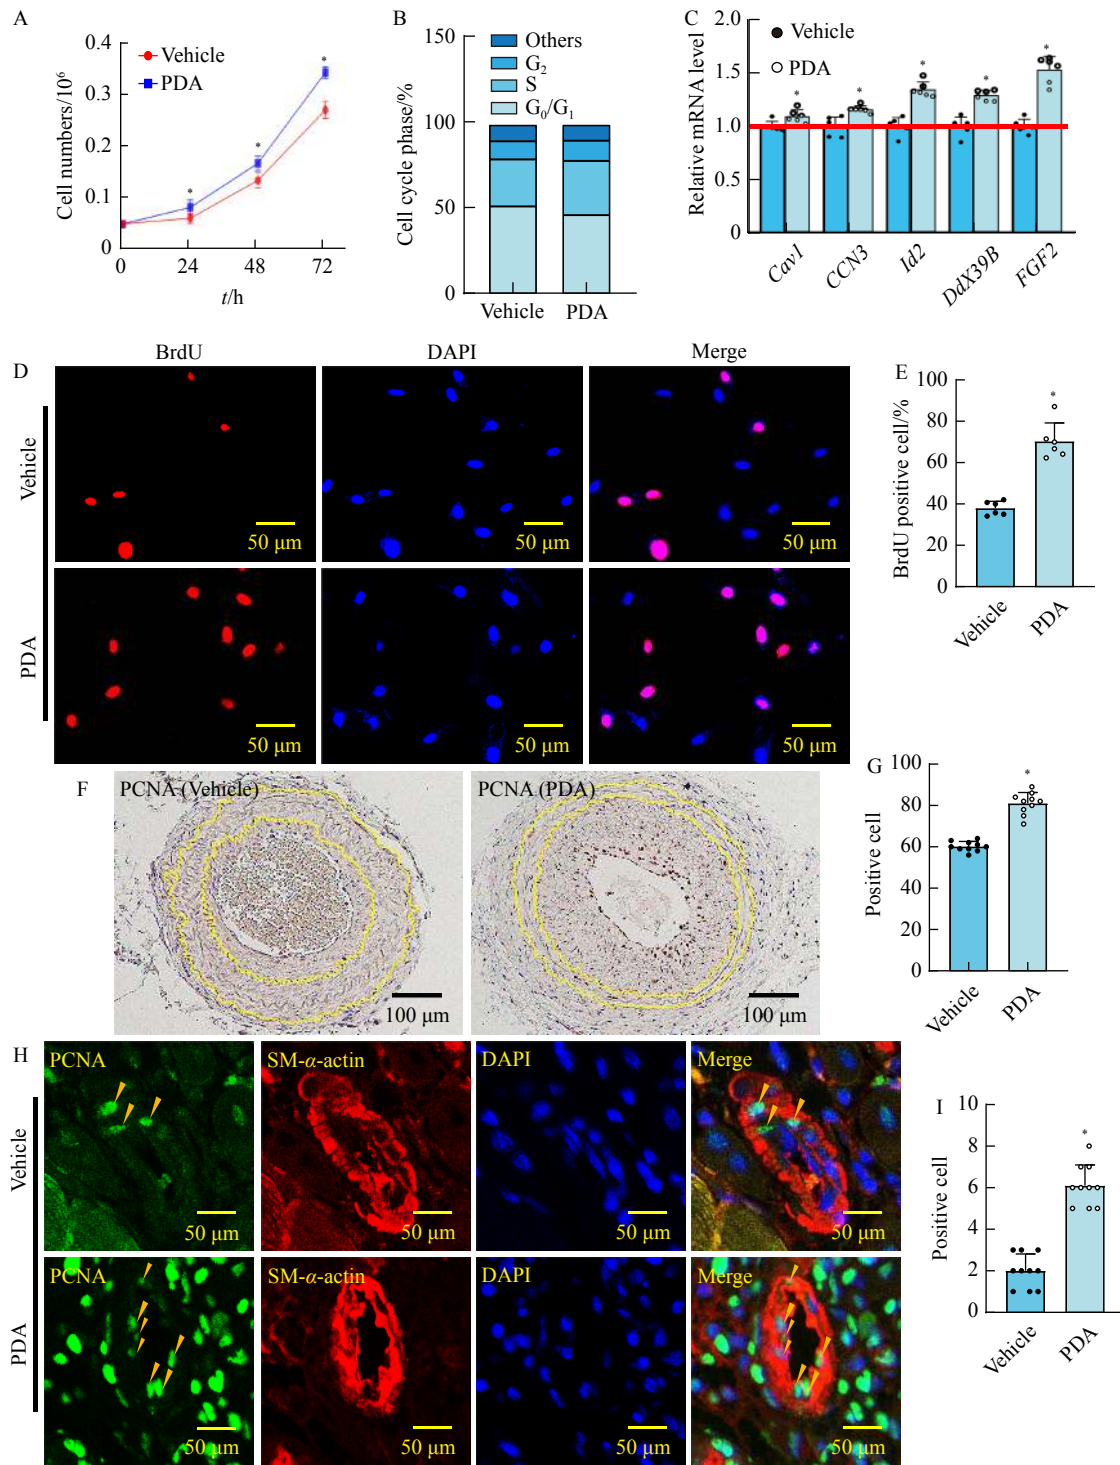 A
Cell numbers/10⁶
0.4
0.3
0.2
0.1
0
Vehicle
PDA
*
*
*
0
24
48
72
t/h
B
Cell cycle phase/%
150
100
50
0
Others
G₂
S
G₀/G₁
Vehicle
PDA
C
Relative mRNA level
2.0
1.5
1.0
0.5
0
Vehicle
PDA
*
*
*
*
*
Cav1
CCN3
Id2
DdX39B
FGF2
D
BrdU
DAPI
Merge
Vehicle
50 μm
50 μm
50 μm
PDA
50 μm
50 μm
50 μm
E
BrdU positive cell/%
100
80
60
40
20
0
*
Vehicle
PDA
F
PCNA (Vehicle)
100 μm
PCNA (PDA)
100 μm
G
Positive cell
100
80
60
40
20
0
*
Vehicle
PDA
H
Vehicle
PCNA
SM-α-actin
DAPI
Merge
50 μm
50 μm
50 μm
50 μm
PDA
PCNA
SM-α-actin
DAPI
Merge
50 μm
50 μm
50 μm
50 μm
I
Positive cell
10
8
6
4
2
0
*
Vehicle
PDA